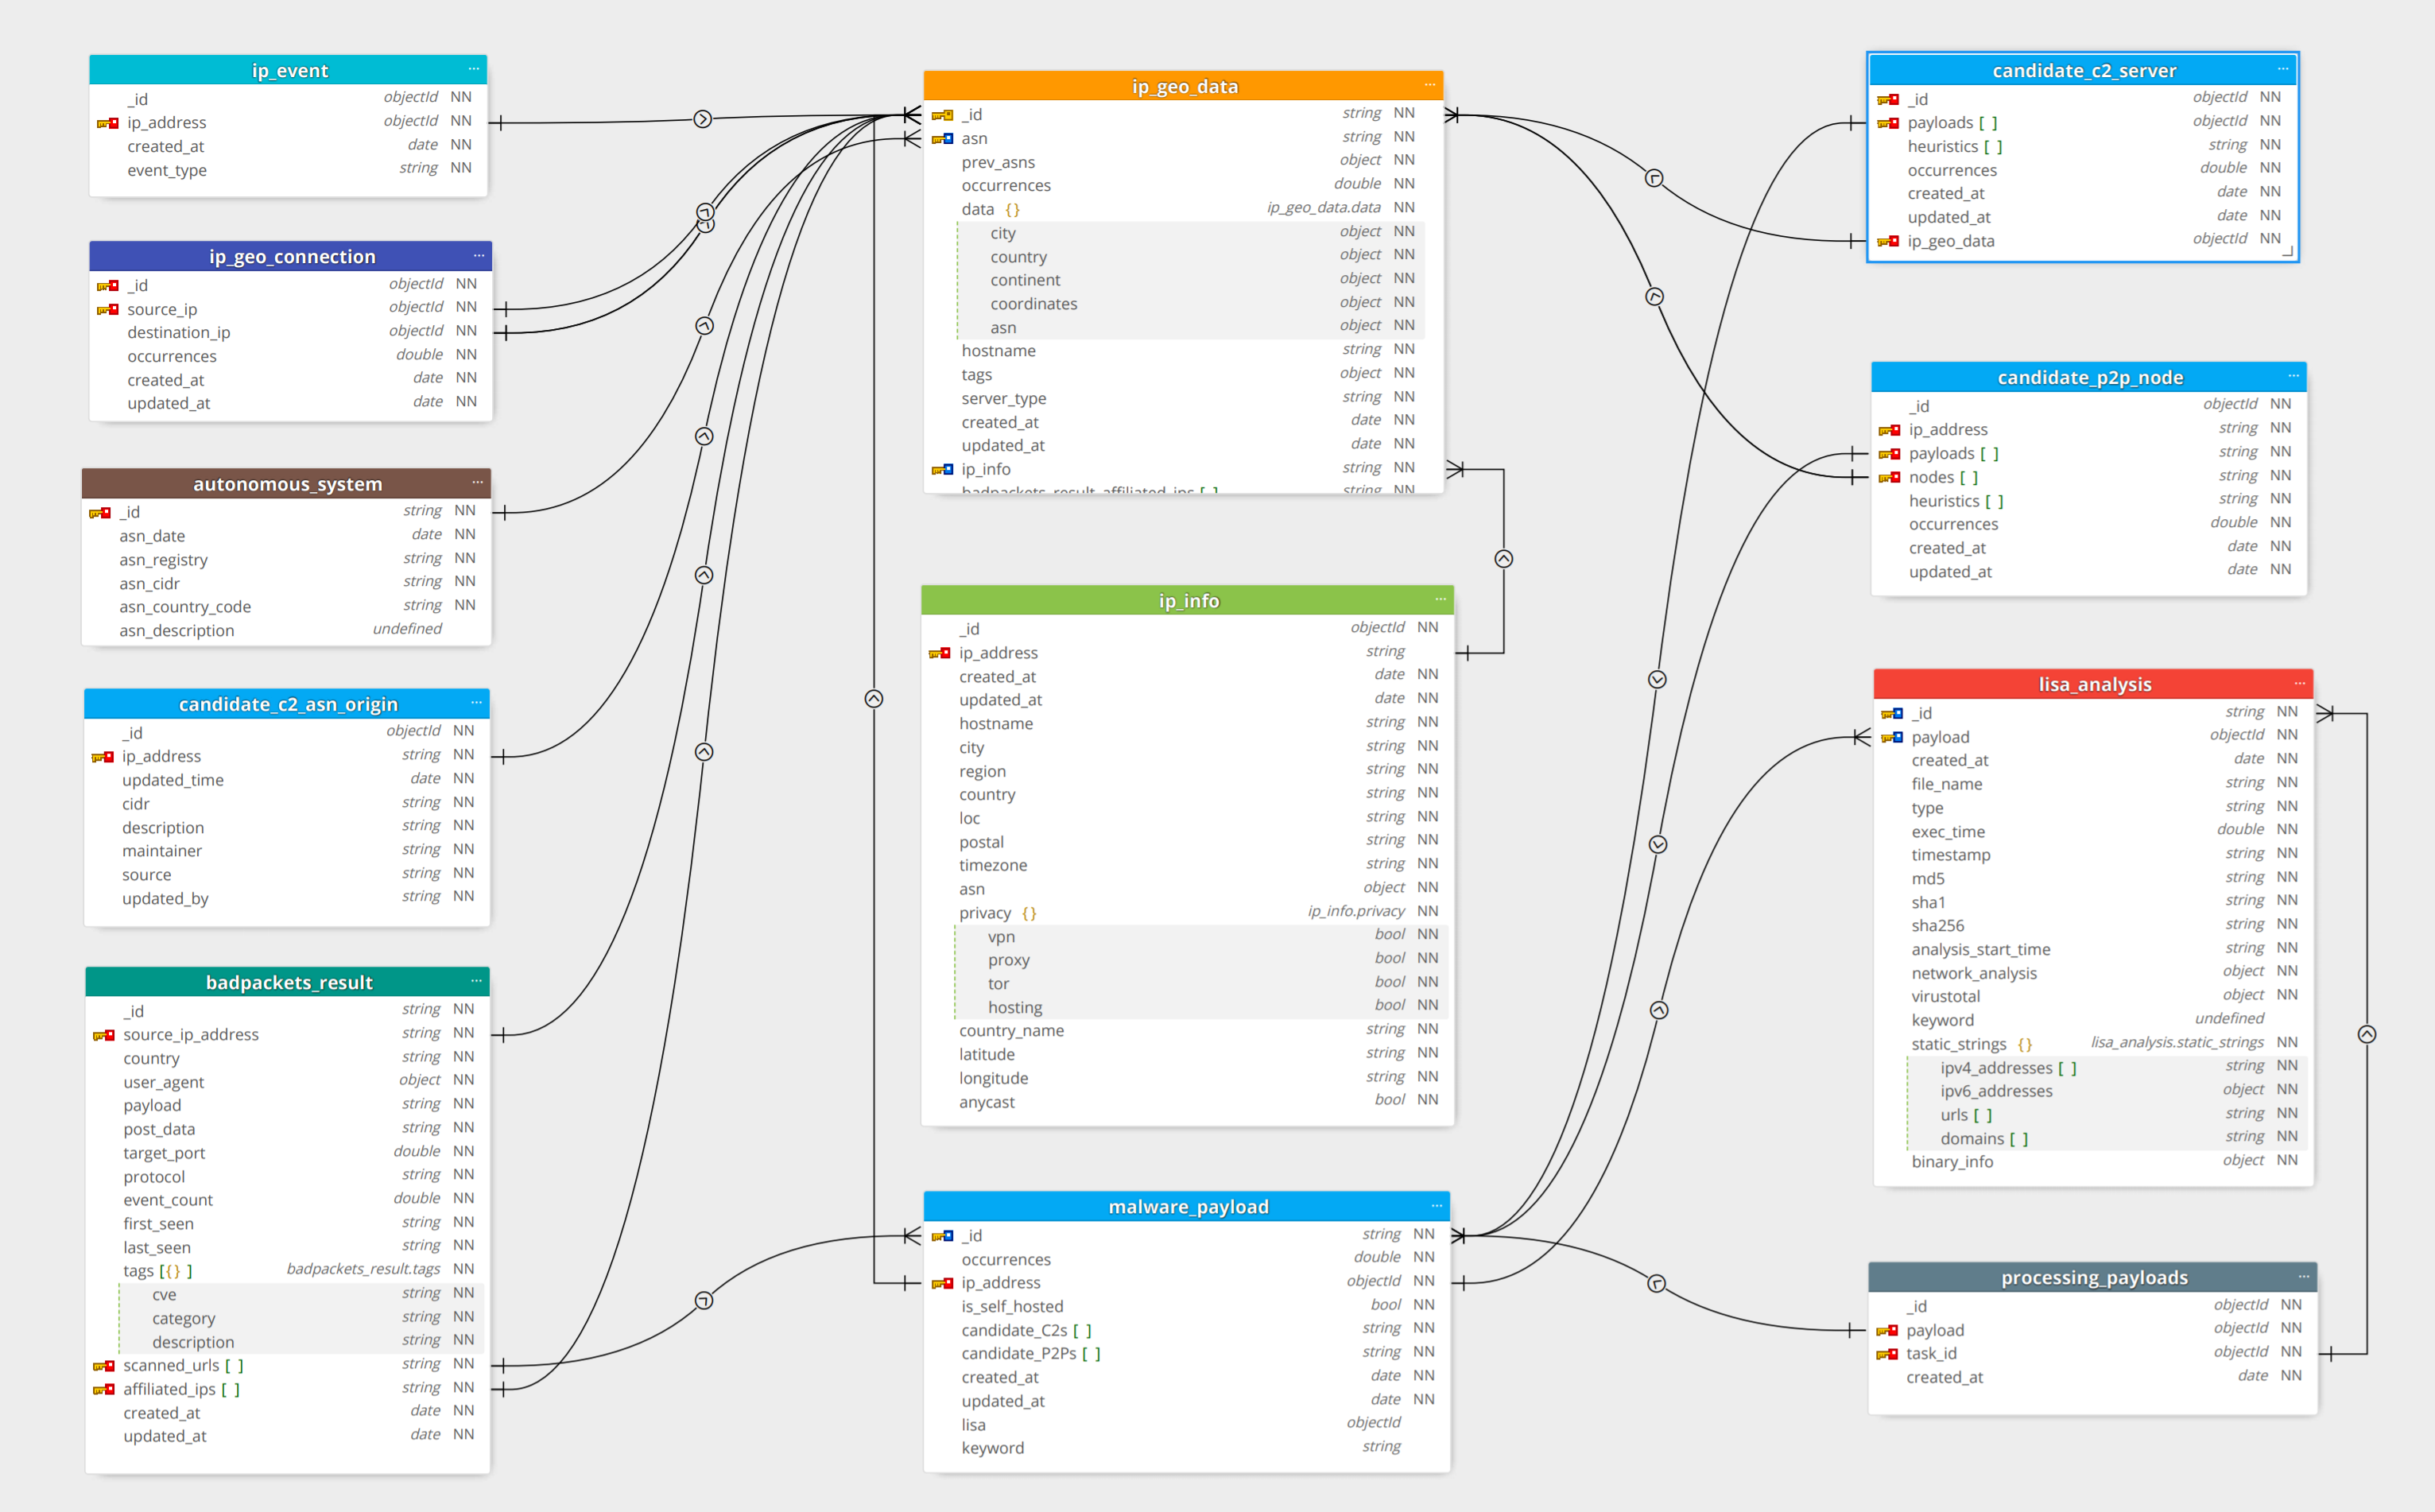 ip_event ...
_id objectId NN
ip_address objectId NN
created_at date NN
event_type string NN
ip_geo_connection ...
_id objectId NN
source_ip objectId NN
destination_ip objectId NN
occurrences double NN
created_at date NN
updated_at date NN
autonomous_system ...
_id string NN
asn_date date NN
asn_registry string NN
asn_cidr string NN
asn_country_code string NN
asn_description undefined
candidate_c2_asn_origin ...
_id objectId NN
ip_address string NN
updated_time date NN
cidr string NN
description string NN
maintainer string NN
source string NN
updated_by string NN
badpackets_result ...
_id string NN
source_ip_address string NN
country string NN
user_agent object NN
payload string NN
post_data string NN
target_port double NN
protocol string NN
event_count double NN
first_seen string NN
last_seen string NN
tags [{} ] badpackets_result.tags NN
cve string NN
category string NN
description string NN
scanned_urls [ ] string NN
affiliated_ips [ ] string NN
created_at date NN
updated_at date NN
ip_geo_data ...
_id string NN
asn string NN
prev_asns object NN
occurrences double NN
data {} ip_geo_data.data NN
city object NN
country object NN
continent object NN
coordinates object NN
asn object NN
hostname string NN
tags object NN
server_type string NN
created_at date NN
updated_at date NN
ip_info string NN
badpackets_result_affiliated_ips [ ] string NN
ip_info ...
_id objectId NN
ip_address string
created_at date NN
updated_at date NN
hostname string NN
city string NN
region string NN
country string NN
loc string NN
postal string NN
timezone string NN
asn object NN
privacy {} ip_info.privacy NN
vpn bool NN
proxy bool NN
tor bool NN
hosting bool NN
country_name string NN
latitude string NN
longitude string NN
anycast bool NN
malware_payload ...
_id string NN
occurrences double NN
ip_address objectId NN
is_self_hosted bool NN
candidate_C2s [ ] string NN
candidate_P2Ps [ ] string NN
created_at date NN
updated_at date NN
lisa objectId
keyword string
candidate_c2_server ...
_id objectId NN
payloads [ ] objectId NN
heuristics [ ] string NN
occurrences double NN
created_at date NN
updated_at date NN
ip_geo_data objectId NN
candidate_p2p_node ...
_id objectId NN
ip_address string NN
payloads [ ] string NN
nodes [ ] string NN
heuristics [ ] string NN
occurrences double NN
created_at date NN
updated_at date NN
lisa_analysis ...
_id string NN
payload objectId NN
created_at date NN
file_name string NN
type string NN
exec_time double NN
timestamp string NN
md5 string NN
sha1 string NN
sha256 string NN
analysis_start_time string NN
network_analysis object NN
virustotal object NN
keyword undefined
static_strings {} lisa_analysis.static_strings NN
ipv4_addresses [ ] string NN
ipv6_addresses object NN
urls [ ] string NN
domains [ ] string NN
binary_info object NN
processing_payloads ...
_id objectId NN
payload objectId NN
task_id objectId NN
created_at date NN